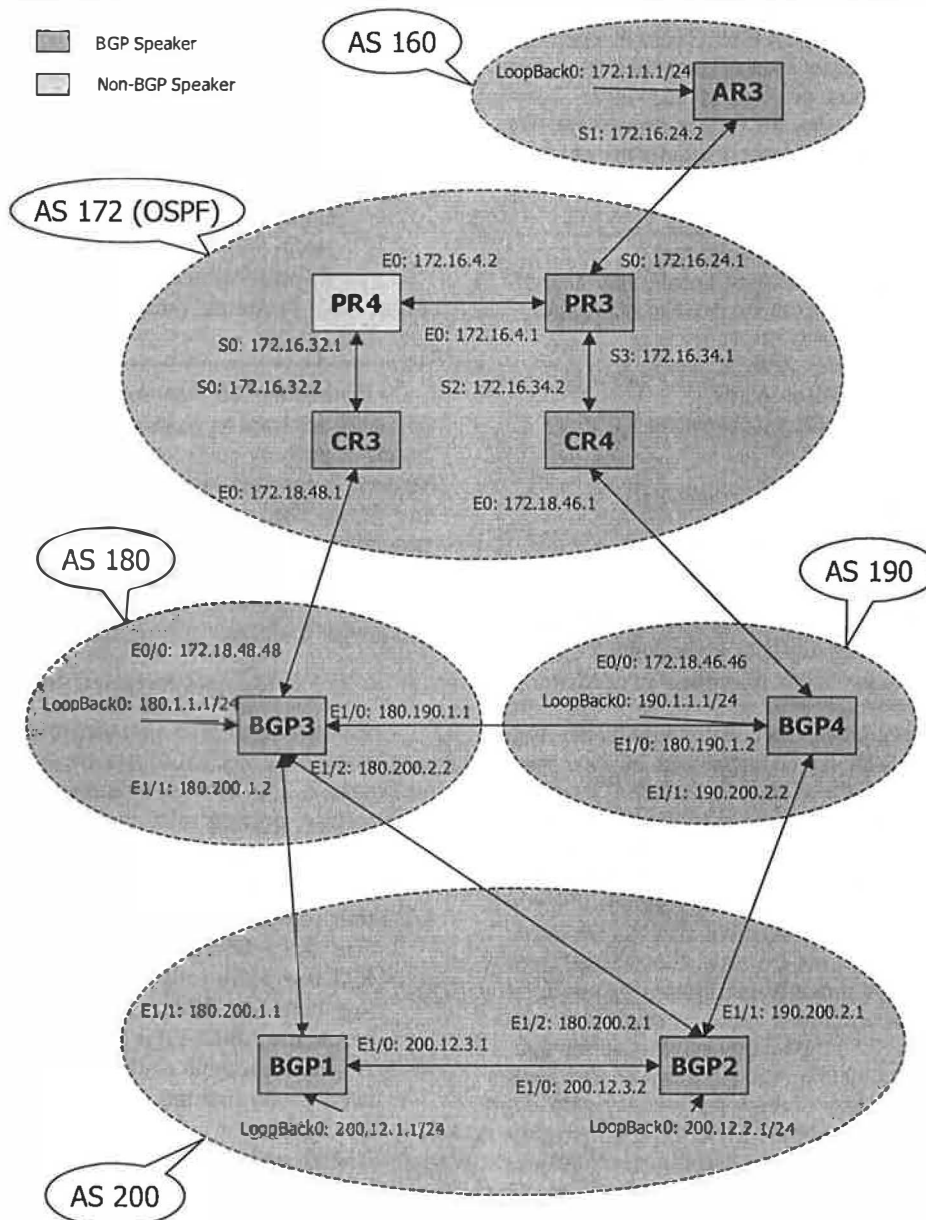 BGP Speaker
Non-BGP Speaker
AS 160
LoopBack0: 172.1.1.1/24
AR3
S1: 172.16.24.2
AS 172 (OSPF)
E0: 172.16.4.2
S0: 172.16.24.1
PR4
PR3
E0: 172.16.4.1
S0: 172.16.32.1
S3: 172.16.34.1
S0: 172.16.32.2
S2: 172.16.34.2
CR3
CR4
E0: 172.18.48.1
E0: 172.18.46.1
AS 180
AS 190
E0/0: 172.18.48.48
E0/0: 172.18.46.46
LoopBack0: 180.1.1.1/24
LoopBack0: 190.1.1.1/24
BGP3
E1/0: 180.190.1.1
BGP4
E1/0: 180.190.1.2
E1/2: 180.200.2.2
E1/1: 180.200.1.2
E1/1: 190.200.2.2
E1/1: 180.200.1.1
E1/2: 180.200.2.1
E1/1: 190.200.2.1
E1/0: 200.12.3.1
BGP1
BGP2
E1/0: 200.12.3.2
LoopBack0: 200.12.1.1/24
LoopBack0: 200.12.2.1/24
AS 200